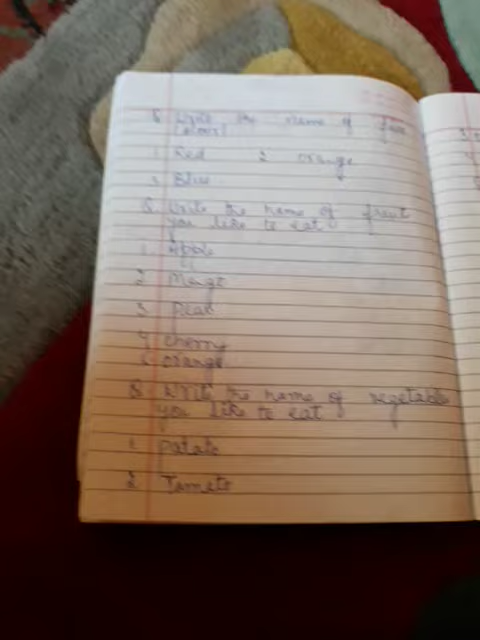 Q Write the name of
1 Red 2 orange
3 Blue
Q. Write the name of fruit
you like to eat
1 Apple
2 Mango
3 Pear
4 cherry
5 orange
Q Write the name of vegetable
you like to eat
1 potato
2 Tomato